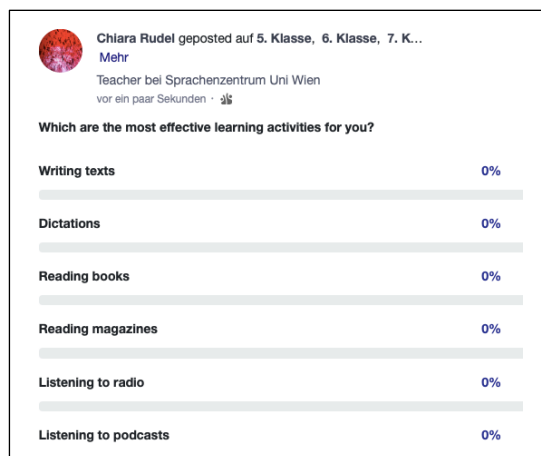 Chiara Rudel geposted auf 5. Klasse, 6. Klasse, 7. K...
Mehr
Teacher bei Sprachenzentrum Uni Wien
vor ein paar Sekunden ·
Which are the most effective learning activities for you?
Writing texts 0%
Dictations 0%
Reading books 0%
Reading magazines 0%
Listening to radio 0%
Listening to podcasts 0%